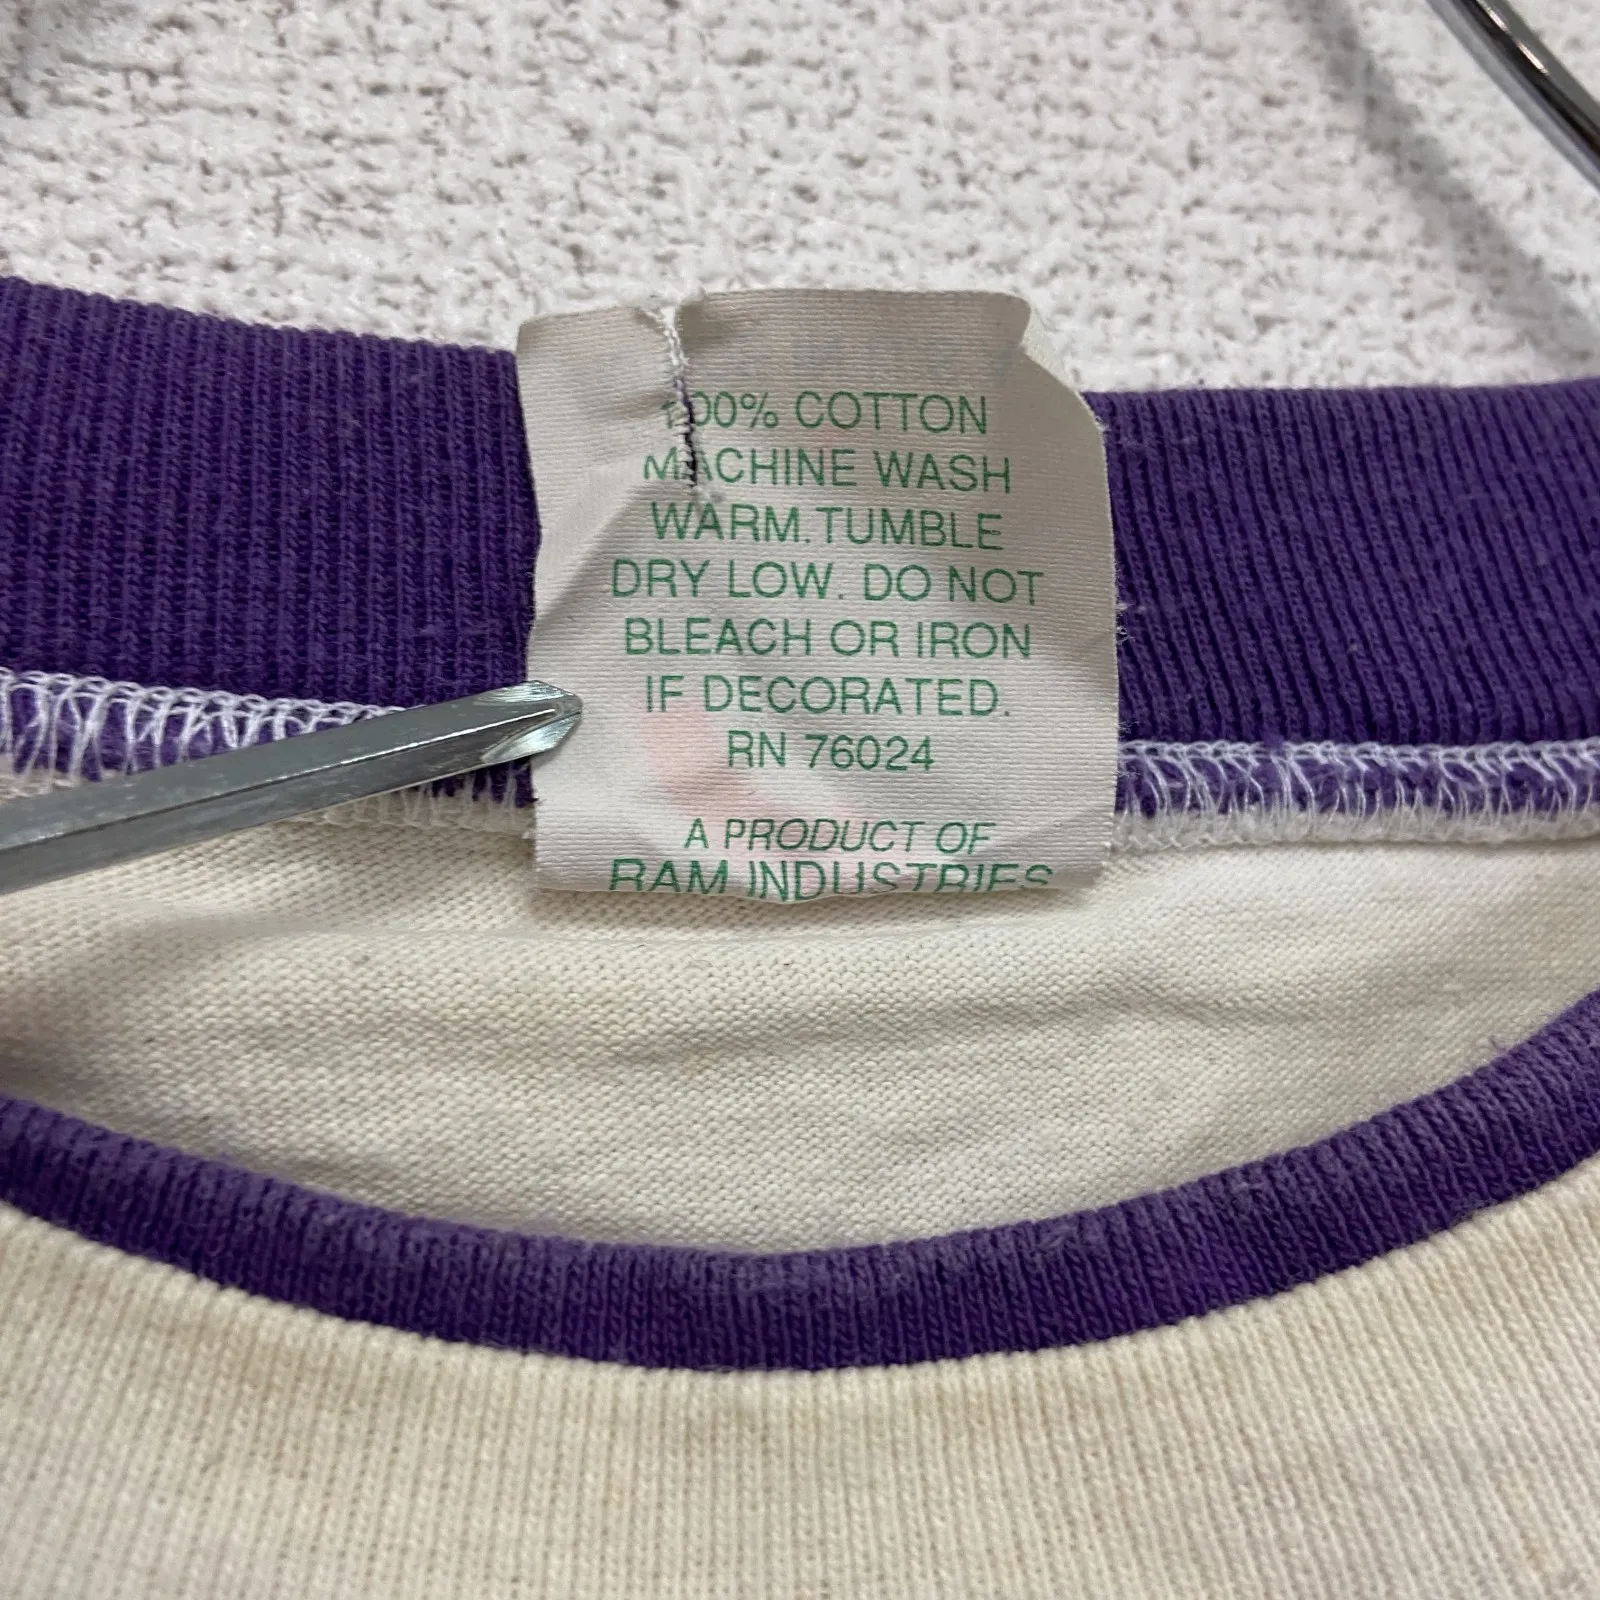 100% COTTON
MACHINE WASH
WARM. TUMBLE
DRY LOW. DO NOT
BLEACH OR IRON
IF DECORATED.
RN 76024
A PRODUCT OF
RAM INDUSTRIES